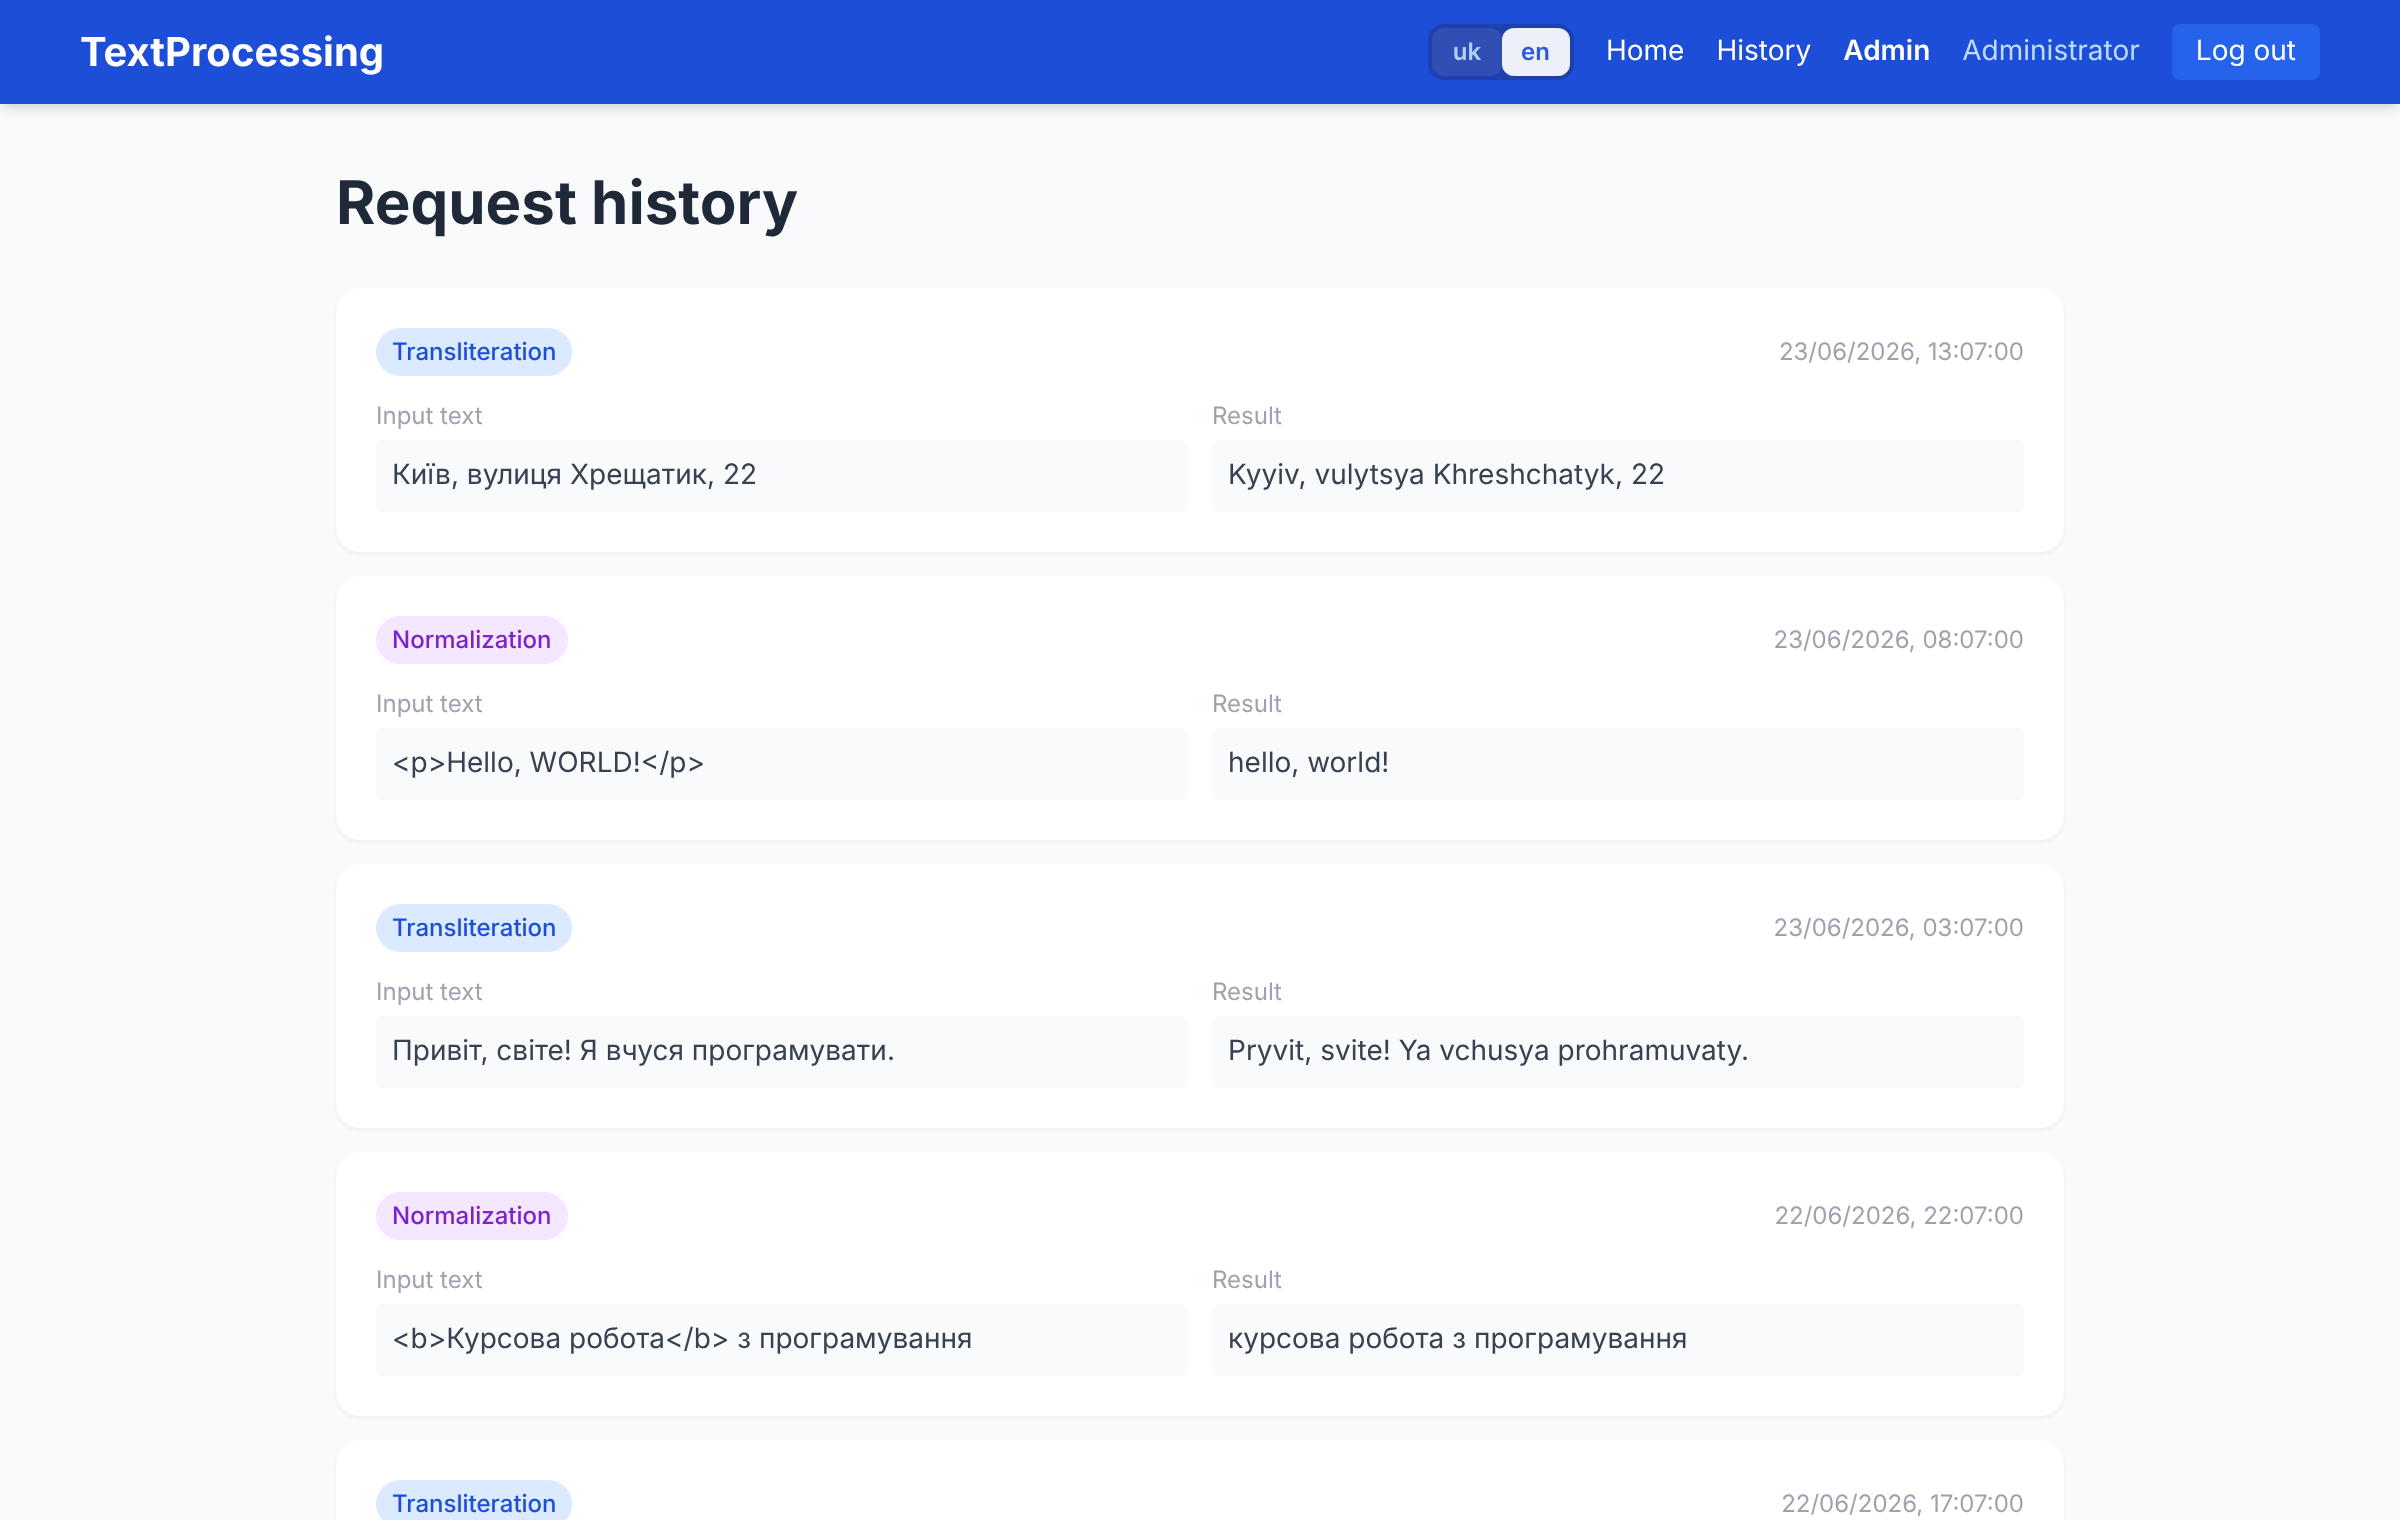 TextProcessing
uk en Home History Admin Administrator Log out
Request history
Transliteration 23/06/2026, 13:07:00
Input text Result
Київ, вулиця Хрещатик, 22 Kyyiv, vulytsya Khreshchatyk, 22
Normalization 23/06/2026, 08:07:00
Input text Result
<p>Hello, WORLD!</p> hello, world!
Transliteration 23/06/2026, 03:07:00
Input text Result
Привіт, світе! Я вчуся програмувати. Pryvit, svite! Ya vchusya prohramuvaty.
Normalization 22/06/2026, 22:07:00
Input text Result
<b>Курсова робота</b> з програмування курсова робота з програмування
Transliteration 22/06/2026, 17:07:00